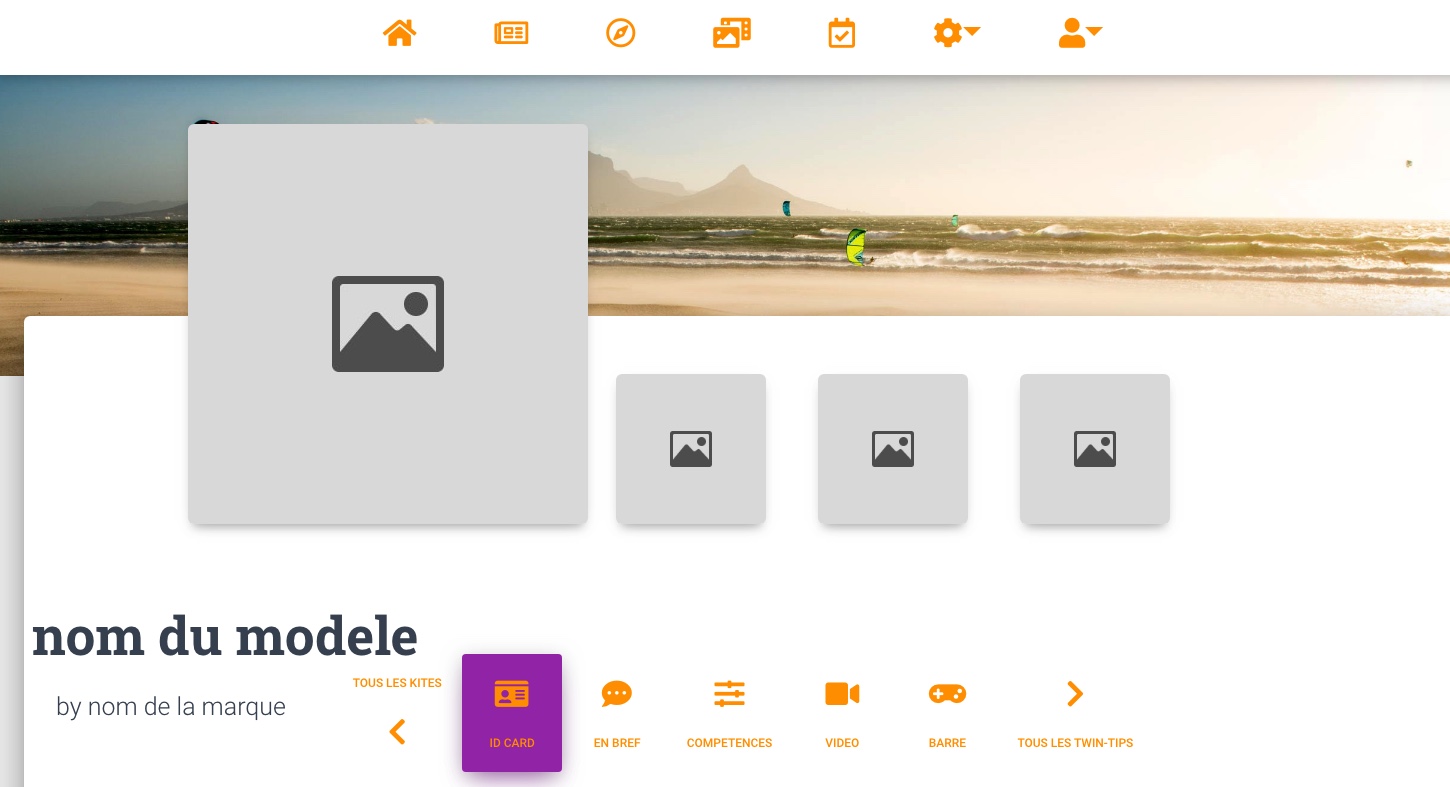 nom du modele
by nom de la marque
TOUS LES KITES
ID CARD
EN BREF
COMPETENCES
VIDEO
BARRE
TOUS LES TWIN-TIPS